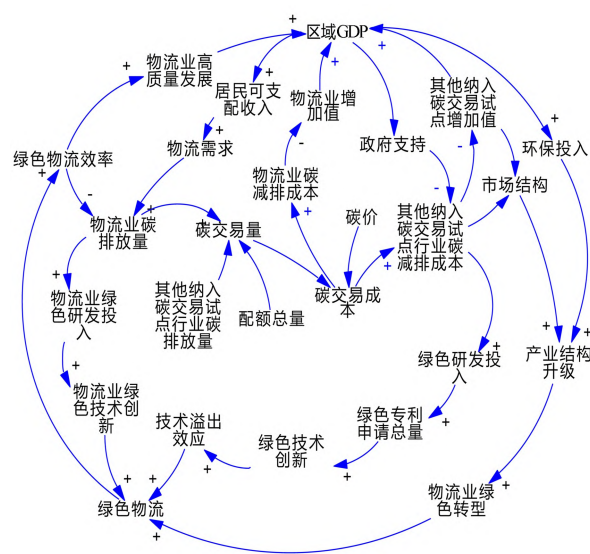 区域GDP
物流业高
质量发展
居民可支
配收入
物流业增
加值
其他纳入
碳交易试
点增加值
政府支持
环保投入
物流需求
绿色物流效率
物流业碳
减排成本
市场结构
物流业碳
排放量
碳交易量
碳价
其他纳入
碳交易试
点行业碳
减排成本
物流业绿
色研发投
入
其他纳入
碳交易试
点行业碳
排放量
配额总量
碳交易成
本
绿色研发投
入
产业结构
升级
物流业绿
色技术创
新
技术溢出
效应
绿色技术
创新
绿色专利
申请总量
绿色物流
物流业绿
色转型